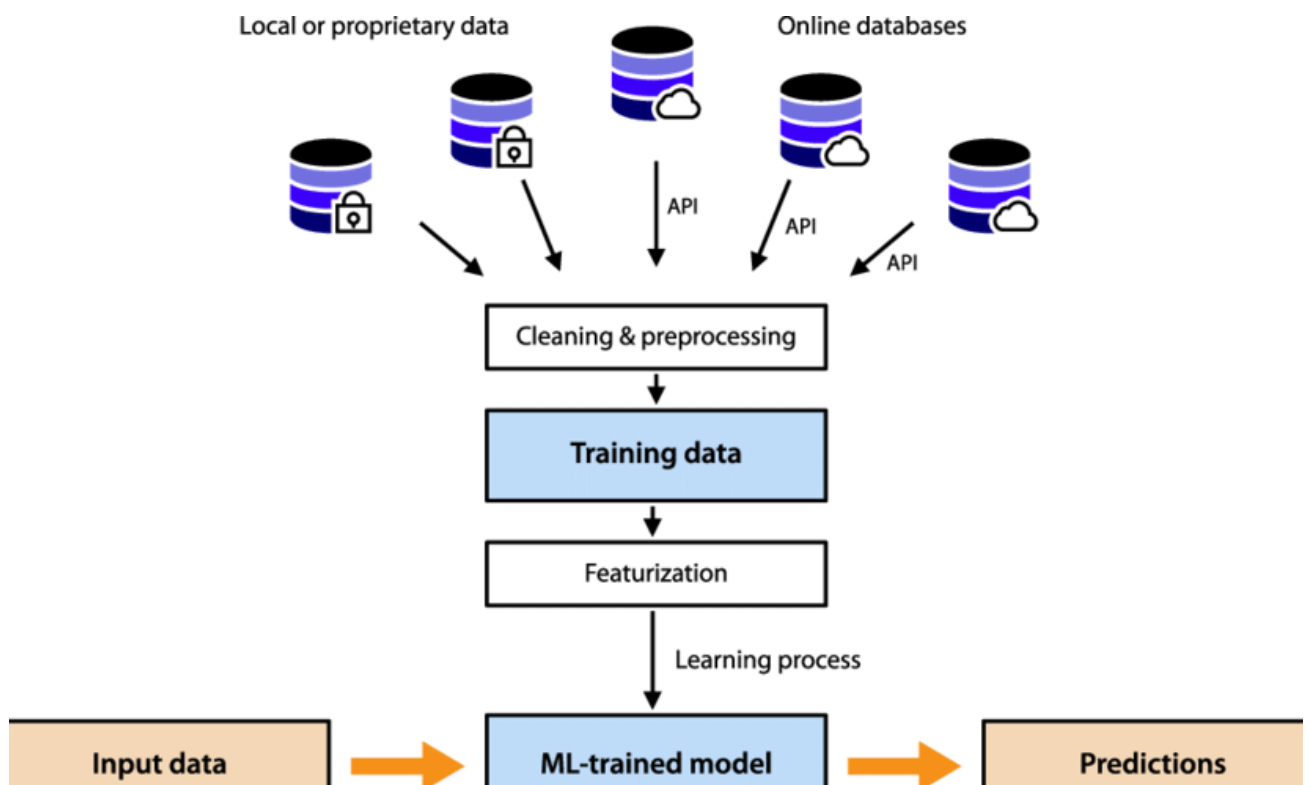 Local or proprietary data
Online databases
API
API
API
Cleaning & preprocessing
Training data
Featurization
Learning process
Input data
ML-trained model
Predictions